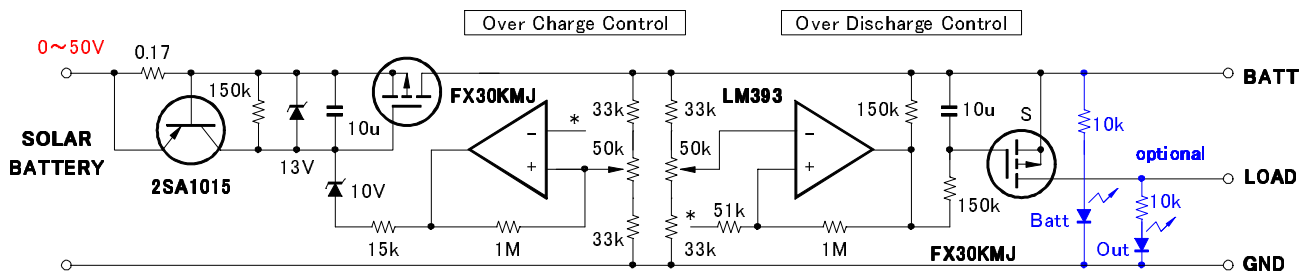 Over Charge Control
Over Discharge Control
0～50V
0.17
150k
13V
10u
FX30KMJ
SOLAR
BATTERY
2SA1015
10V
15k
1M
*
−
+
33k
50k
33k
33k
50k
33k
LM393
−
+
*
51k
1M
150k
10u
150k
S
FX30KMJ
10k
Batt
optional
10k
Out
BATT
LOAD
GND